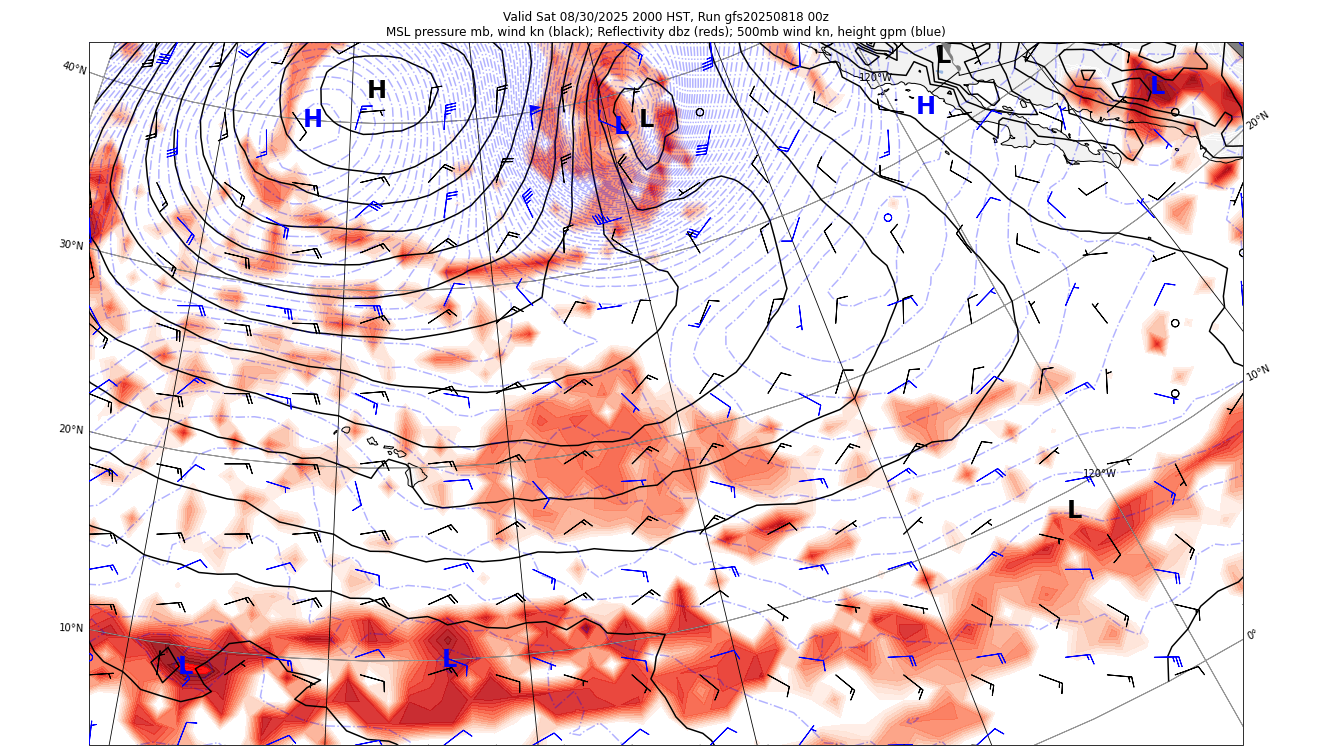 Valid Sat 08/30/2025 2000 HST, Run gfs20250818 00z
MSL pressure mb, wind kn (black); Reflectivity dbz (reds); 500mb wind kn, height gpm (blue)
40°N
120°W
20°N
H
H
L
L
L
H
L
30°N
10°N
20°N
120°W
L
10°N
0°
L
L